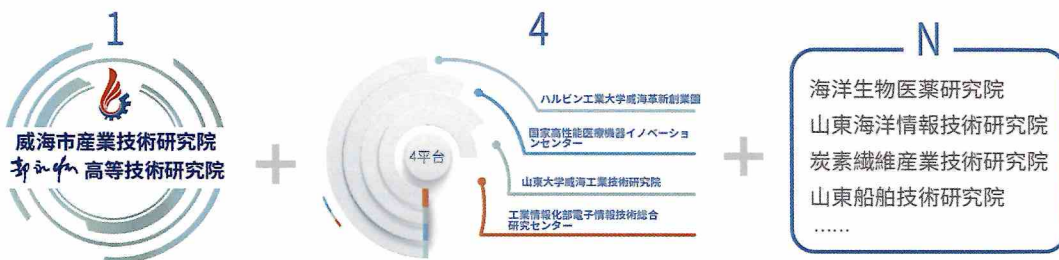 1
威海市産業技術研究院
郭永怀 高等技術研究院
+
4
4平台
ハルビン工業大学威海革新創業園
国家高性能医療機器イノベーショ
ンセンター
山東大学威海工業技術研究院
工業情報化部電子情報技術総合
研究センター
+
N
海洋生物医薬研究院
山東海洋情報技術研究院
炭素繊維産業技術研究院
山東船舶技術研究院
……